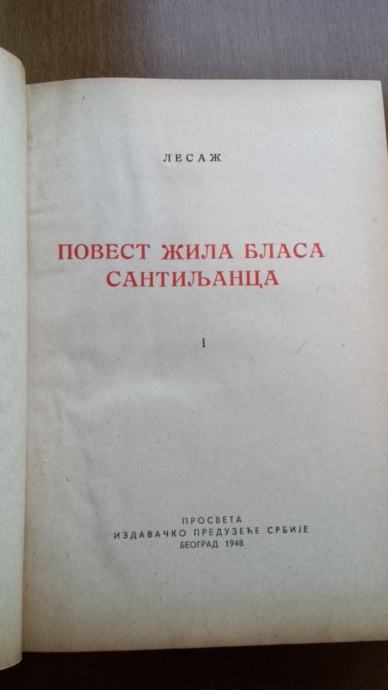 ЛЕСАЖ
ПОВЕСТ ЖИЛА БЛАСА
САНТИЉАНЦА
I
ПРОСВЕТА
ИЗДАВАЧКО ПРЕДУЗЕЋЕ СРБИЈЕ
БЕОГРАД 1948